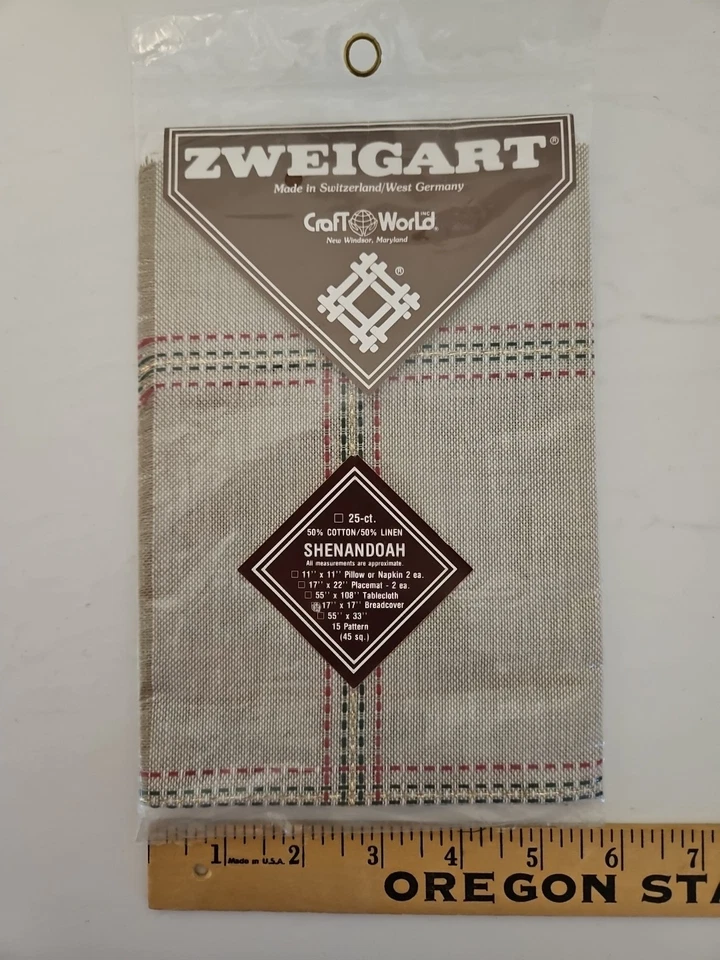 ZWEIGART®
Made in Switzerland/West Germany
Craft World INC.
New Windsor, Maryland
®
□ 25-ct.
50% COTTON/50% LINEN
SHENANDOAH
All measurements are approximate.
□ 11'' x 11'' Pillow or Napkin 2 ea.
□ 17'' x 22'' Placemat - 2 ea.
□ 55'' x 108'' Tablecloth
17'' x 17'' Breadcover
□ 55'' x 33''
15 Pattern
(45 sq.)
1 Made in U.S.A. 2 3 4 5 6 7
OREGON STA